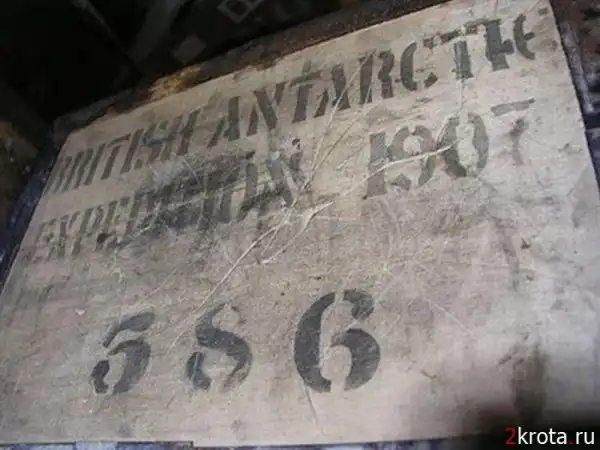 BRITISH ANTARCTIC
EXPEDITION 1907
586
2krota.ru